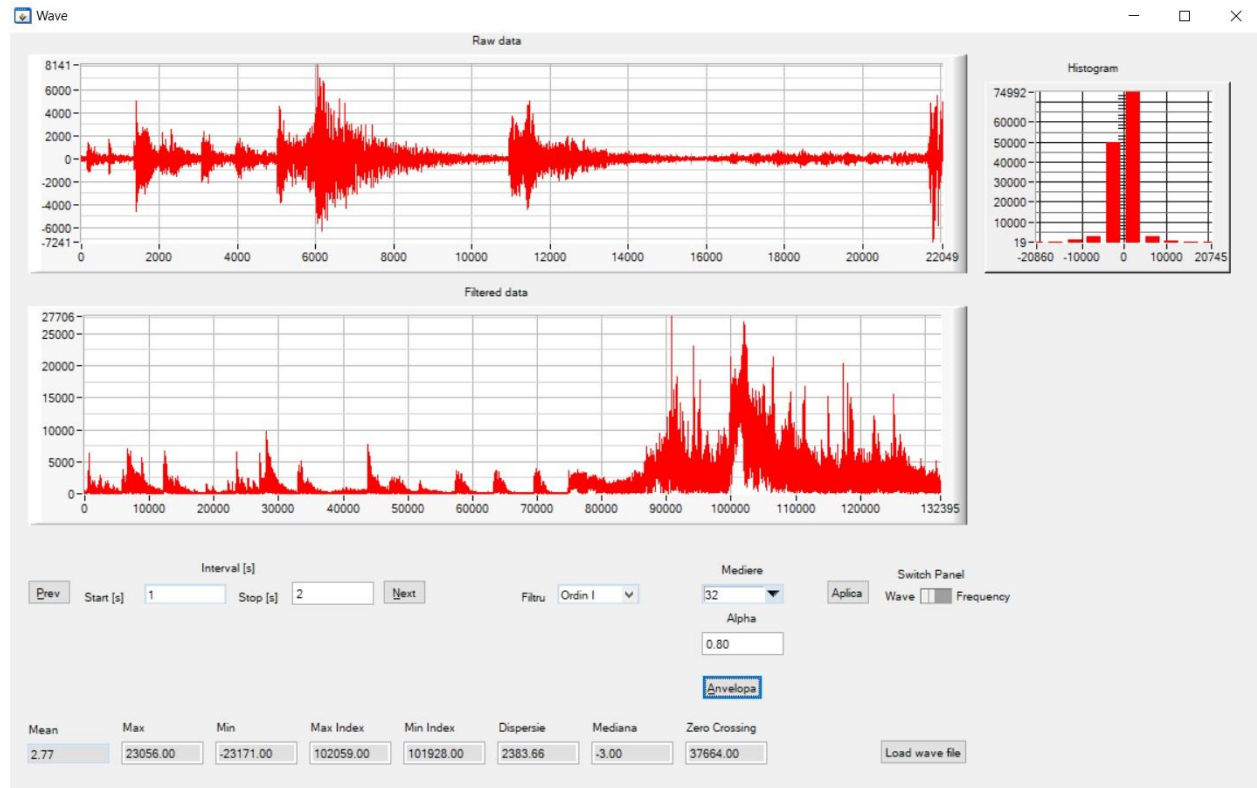 Wave
Raw data
8141
6000
4000
2000
0
-2000
-4000
-6000
-7241
0 2000 4000 6000 8000 10000 12000 14000 16000 18000 20000 22049
Histogram
74992
60000
50000
40000
30000
20000
10000
19
-20860 -10000 0 10000 20745
Filtered data
27706
25000
20000
15000
10000
5000
0
0 10000 20000 30000 40000 50000 60000 70000 80000 90000 100000 110000 120000 132395
Interval [s]
Prev Start [s] 1 Stop [s] 2 Next
Filtru Ordin I
Mediere
32
Alpha
0.80
Anvelopa
Aplica
Switch Panel
Wave Frequency
Mean Max Min Max Index Min Index Dispersie Mediana Zero Crossing
2.77 23056.00 -23171.00 102059.00 101928.00 2383.66 -3.00 37664.00
Load wave file